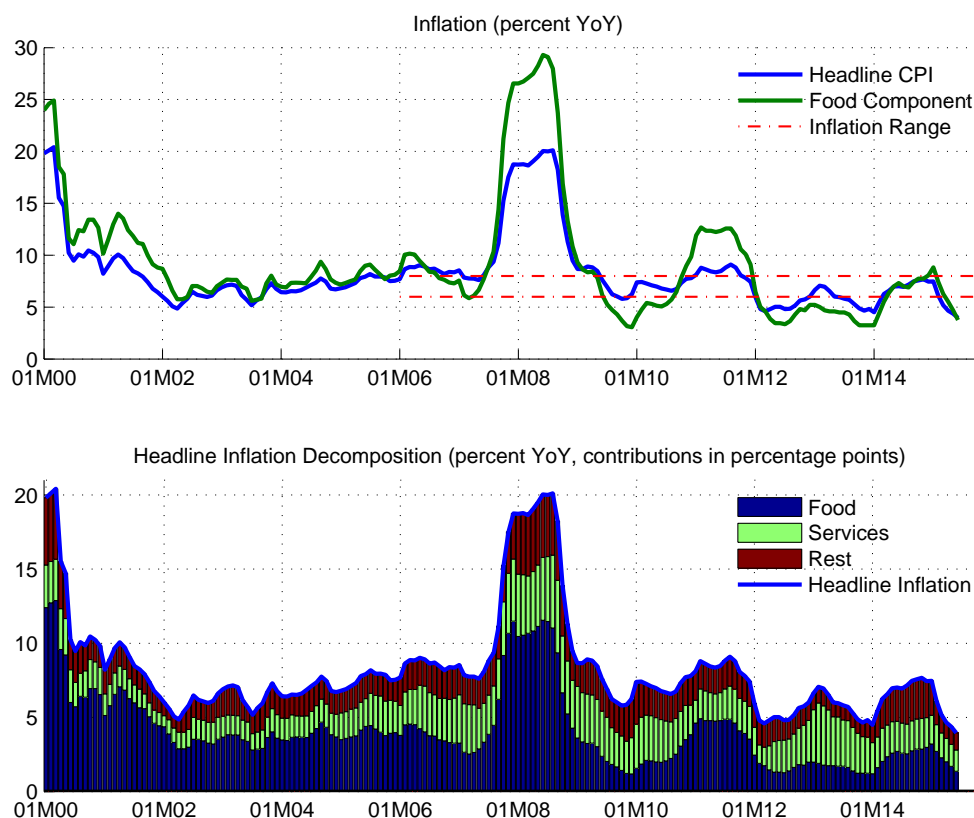 Inflation (percent YoY)
30
25
20
15
10
5
0
Headline CPI
Food Component
Inflation Range
01M00 01M02 01M04 01M06 01M08 01M10 01M12 01M14
Headline Inflation Decomposition (percent YoY, contributions in percentage points)
20
15
10
5
0
Food
Services
Rest
Headline Inflation
01M00 01M02 01M04 01M06 01M08 01M10 01M12 01M14